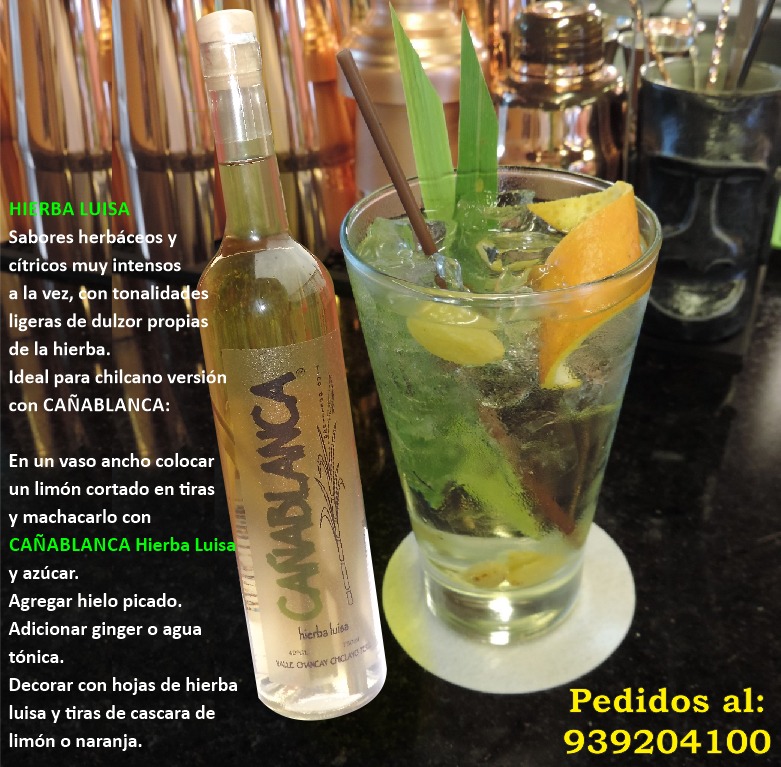 HIERBA LUISA
Sabores herbáceos y
cítricos muy intensos
a la vez, con tonalidades
ligeras de dulzor propias
de la hierba.
Ideal para chilcano versión
con CAÑABLANCA:
En un vaso ancho colocar
un limón cortado en tiras
y machacarlo con
CAÑABLANCA Hierba Luisa
y azúcar.
Agregar hielo picado.
Adicionar ginger o agua
tónica.
Decorar con hojas de hierba
luisa y tiras de cascara de
limón o naranja.
CAÑABLANCA®
hierba luisa
VALLE CHANCAY CHICLAYO
Pedidos al:
939204100